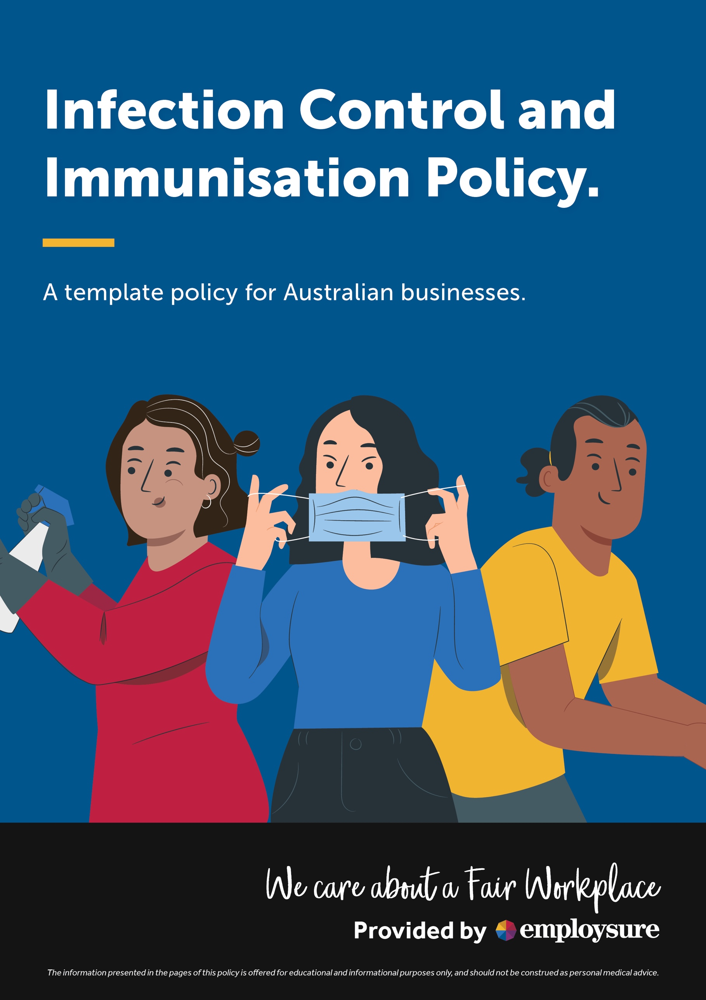 Infection Control and
Immunisation Policy.
A template policy for Australian businesses.
We care about a Fair Workplace
Provided by employsure
The information presented in the pages of this policy is offered for educational and informational purposes only, and should not be construed as personal medical advice.